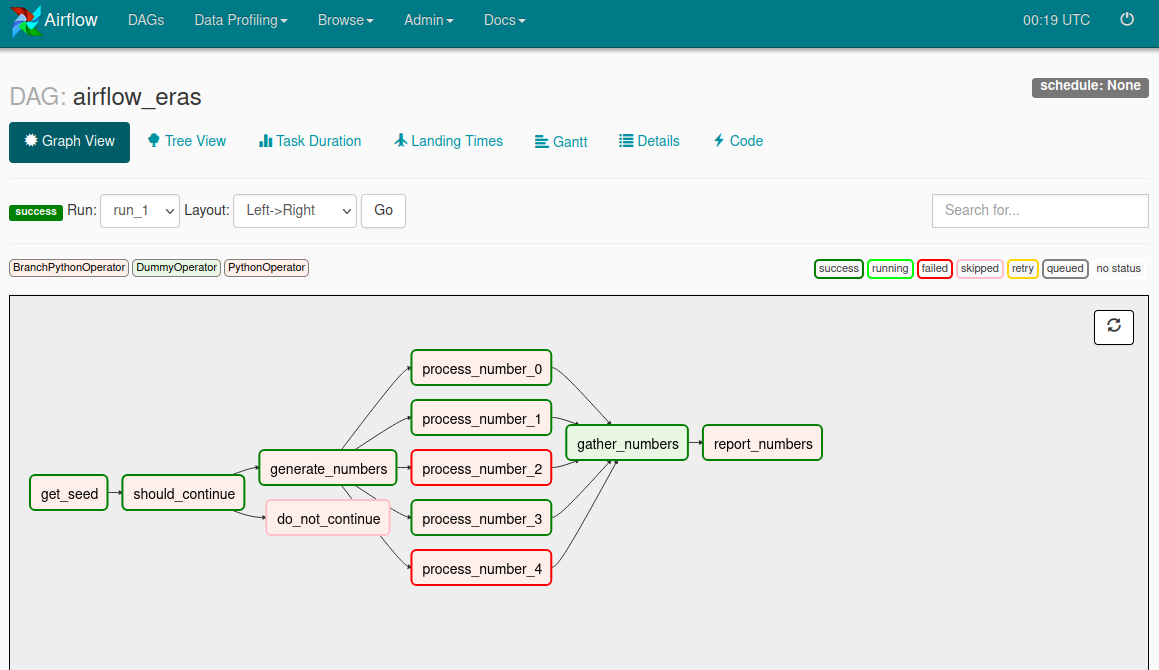 Airflow DAGs Data Profiling Browse Admin Docs 00:19 UTC
DAG: airflow_eras
schedule: None
Graph View Tree View Task Duration Landing Times Gantt Details Code
success Run: run_1 Layout: Left->Right Go Search for...
BranchPythonOperator DummyOperator PythonOperator success running failed skipped retry queued no status
process_number_0
process_number_1
gather_numbers report_numbers
generate_numbers process_number_2
get_seed should_continue
do_not_continue process_number_3
process_number_4